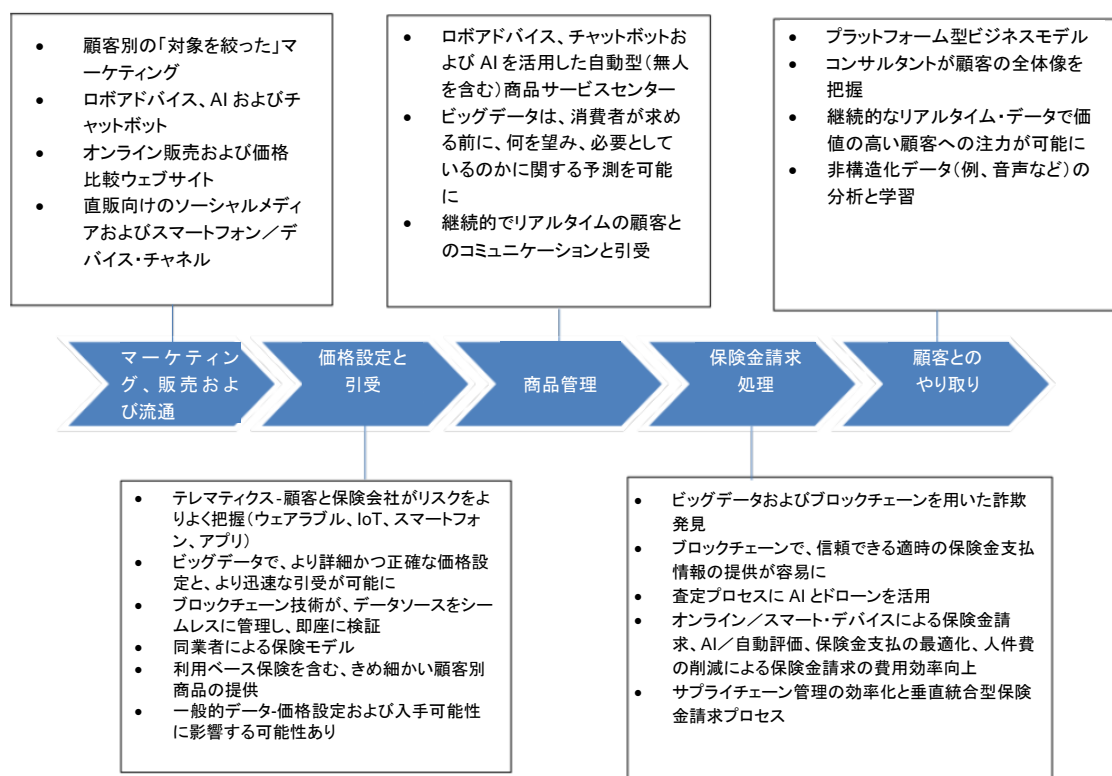 • 顧客別の「対象を絞った」マ
ーケティング
• ロボアドバイス、AI およびチ
ャットボット
• オンライン販売および価格
比較ウェブサイト
• 直販向けのソーシャルメディ
アおよびスマートフォン／デ
バイス・チャネル
• ロボアドバイス、チャットボットお
よび AI を活用した自動型（無人
を含む）商品サービスセンター
• ビッグデータは、消費者が求め
る前に、何を望み、必要として
いるのかに関する予測を可能
に
• 継続的でリアルタイムの顧客と
のコミュニケーションと引受
• プラットフォーム型ビジネスモデル
• コンサルタントが顧客の全体像を
把握
• 継続的なリアルタイム・データで価
値の高い顧客への注力が可能に
• 非構造化データ（例、音声など）の
分析と学習
マーケティン
グ、販売およ
び流通
価格設定と
引受
商品管理
保険金請求
処理
顧客との
やり取り
• テレマティクス-顧客と保険会社がリスクをよ
りよく把握（ウェアラブル、IoT、スマートフォ
ン、アプリ）
• ビッグデータで、より詳細かつ正確な価格設
定と、より迅速な引受が可能に
• ブロックチェーン技術が、データソースをシー
ムレスに管理し、即座に検証
• 同業者による保険モデル
• 利用ベース保険を含む、きめ細かい顧客別
商品の提供
• 一般的データ-価格設定および入手可能性
に影響する可能性あり
• ビッグデータおよびブロックチェーンを用いた詐欺
発見
• ブロックチェーンで、信頼できる適時の保険金支払
情報の提供が容易に
• 査定プロセスに AI とドローンを活用
• オンライン／スマート・デバイスによる保険金請
求、AI／自動評価、保険金支払の最適化、人件費
の削減による保険金請求の費用効率向上
• サプライチェーン管理の効率化と垂直統合型保険
金請求プロセス